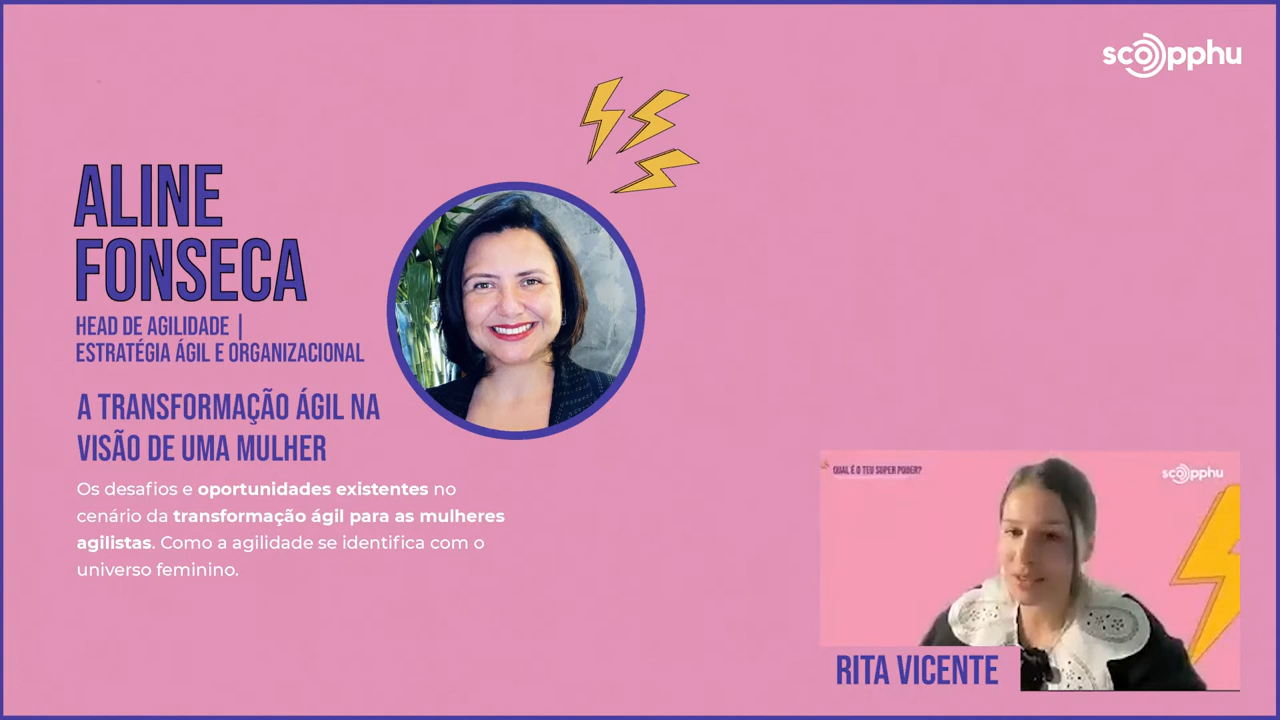 scopphu
ALINE
FONSECA
HEAD DE AGILIDADE |
ESTRATÉGIA ÁGIL E ORGANIZACIONAL
A TRANSFORMAÇÃO ÁGIL NA
VISÃO DE UMA MULHER
Os desafios e oportunidades existentes no
cenário da transformação ágil para as mulheres
agilistas. Como a agilidade se identifica com o
universo feminino.
QUAL É O TEU SUPER PODER?
scopphu
RITA VICENTE